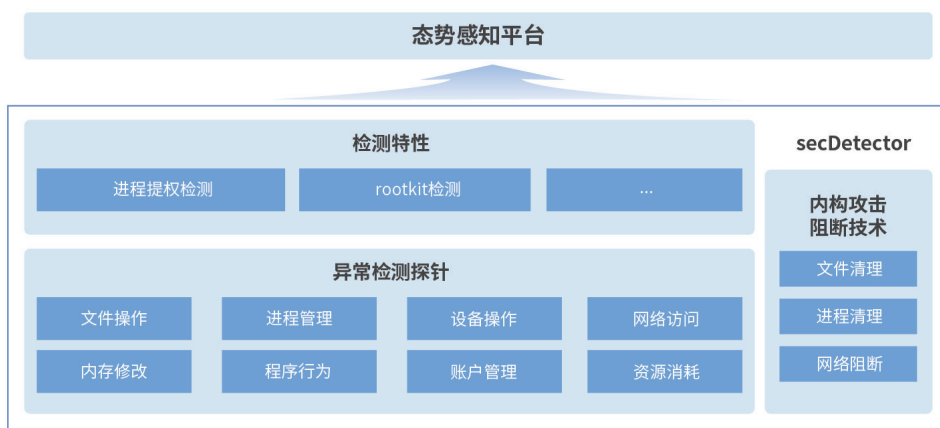 态势感知平台
检测特性
进程提权检测
rootkit检测
...
异常检测探针
文件操作
进程管理
设备操作
网络访问
内存修改
程序行为
账户管理
资源消耗
secDetector
内构攻击
阻断技术
文件清理
进程清理
网络阻断